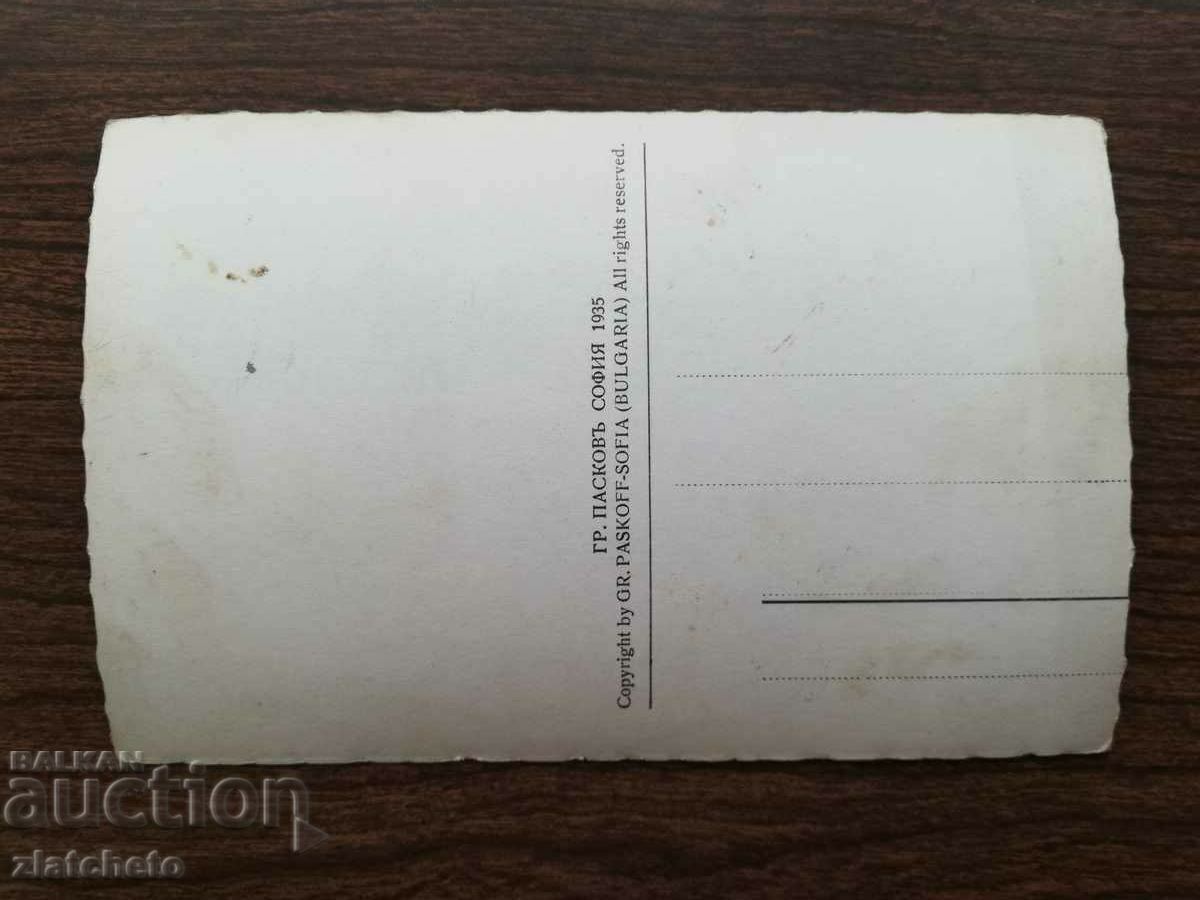 ГР. ПАСКОВЪ СОФИЯ 1935
Copyright by GR. PASKOFF-SOFIA (BULGARIA) All rights reserved.
BALKAN
auction
zlatcheto